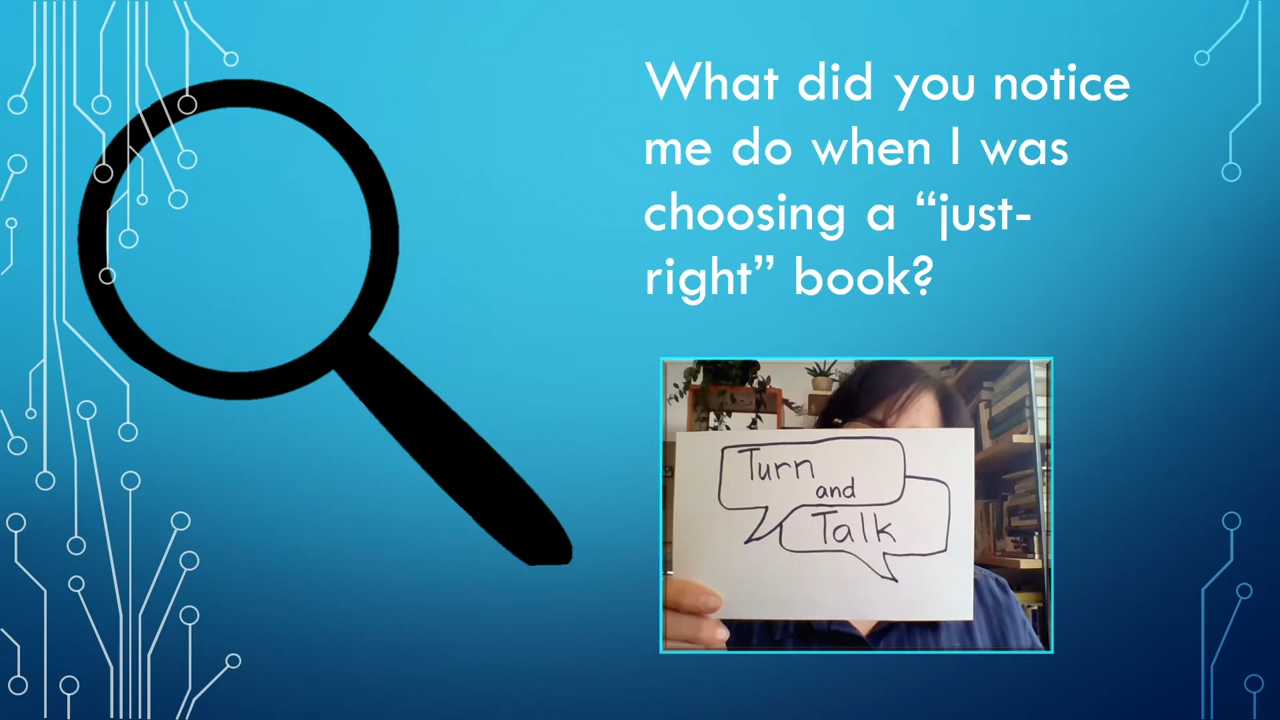 What did you notice
me do when I was
choosing a “just-
right” book?
Turn
and
Talk